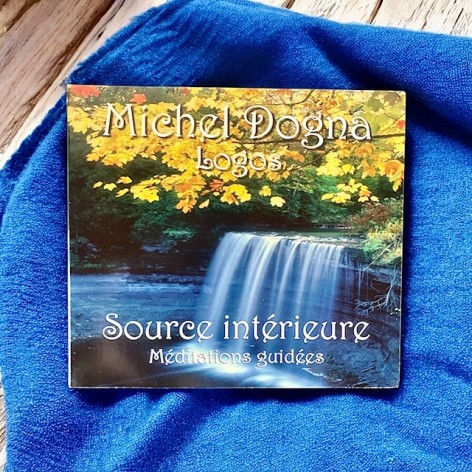 Michel Dogna
Logos
Source intérieure
Méditations guidées